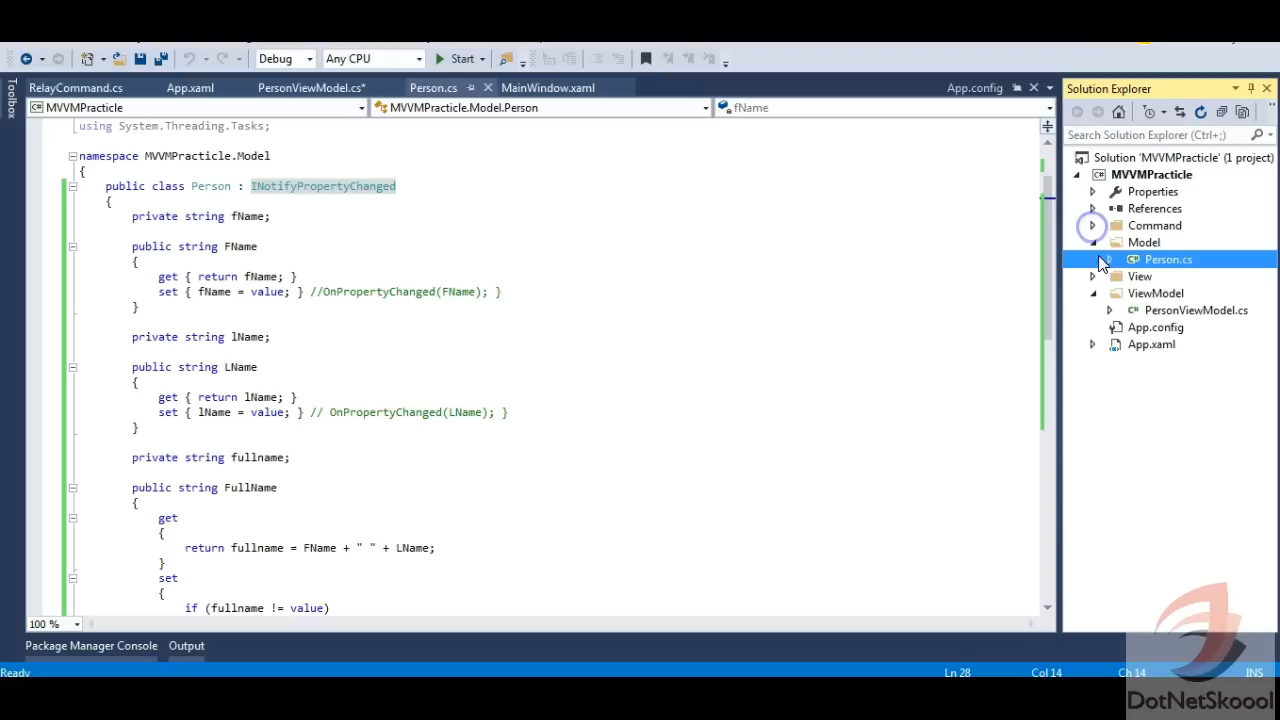 Debug
Any CPU
Start
Toolbox
RelayCommand.cs
App.xaml
PersonViewModel.cs*
Person.cs
MainWindow.xaml
App.config
MVVMPracticle
MVVMPracticle.Model.Person
fName
using System.Threading.Tasks;
namespace MVVMPracticle.Model
{
public class Person : INotifyPropertyChanged
{
private string fName;
public string FName
{
get { return fName; }
set { fName = value; } //OnPropertyChanged(FName); }
}
private string lName;
public string LName
{
get { return lName; }
set { lName = value; } // OnPropertyChanged(LName); }
}
private string fullname;
public string FullName
{
get
{
return fullname = FName + " " + LName;
}
set
{
if (fullname != value)
100 %
Package Manager Console
Output
Ready
Ln 28
Col 14
Ch 14
INS
Solution Explorer
Search Solution Explorer (Ctrl+;)
Solution 'MVVMPracticle' (1 project)
MVVMPracticle
Properties
References
Command
Model
Person.cs
View
ViewModel
PersonViewModel.cs
App.config
App.xaml
DotNetSkoool